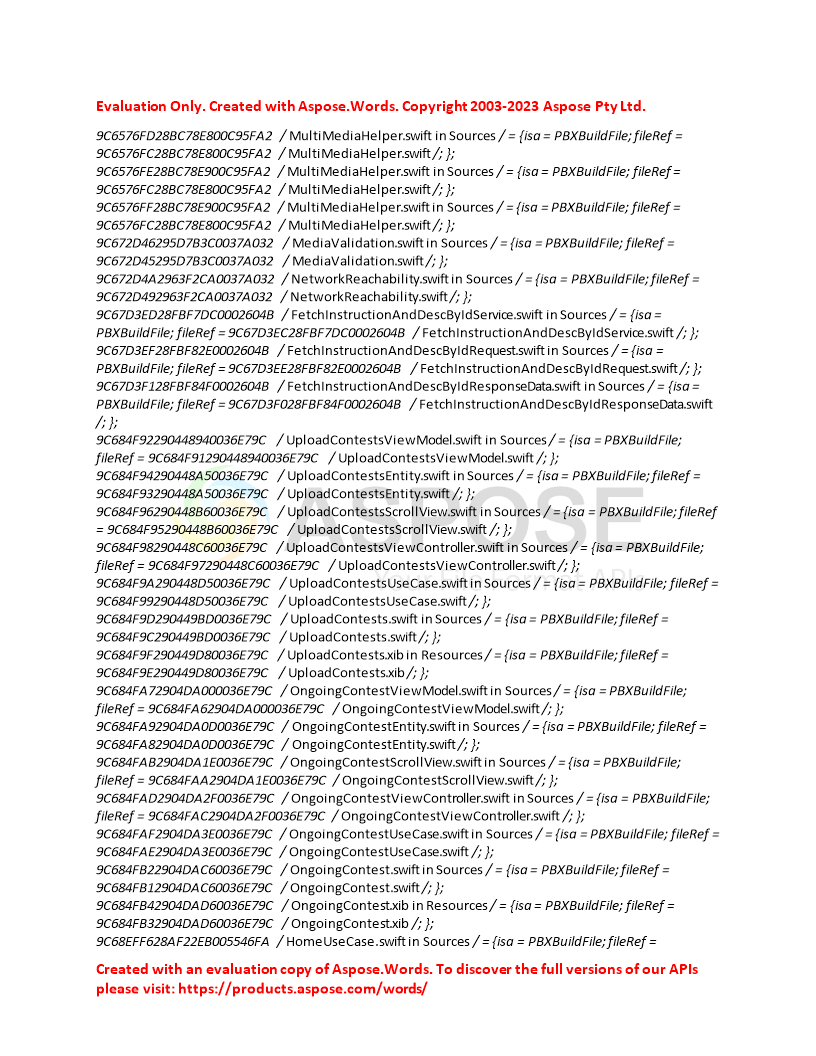 Evaluation Only. Created with Aspose.Words. Copyright 2003-2023 Aspose Pty Ltd.
9C6576FD28BC78E800C95FA2 / MultiMediaHelper.swift in Sources / = {isa = PBXBuildFile; fileRef =
9C6576FC28BC78E800C95FA2 / MultiMediaHelper.swift /; };
9C6576FE28BC78E900C95FA2 / MultiMediaHelper.swift in Sources / = {isa = PBXBuildFile; fileRef =
9C6576FC28BC78E800C95FA2 / MultiMediaHelper.swift /; };
9C6576FF28BC78E900C95FA2 / MultiMediaHelper.swift in Sources / = {isa = PBXBuildFile; fileRef =
9C6576FC28BC78E800C95FA2 / MultiMediaHelper.swift /; };
9C672D46295D7B3C0037A032 / MediaValidation.swift in Sources / = {isa = PBXBuildFile; fileRef =
9C672D45295D7B3C0037A032 / MediaValidation.swift /; };
9C672D4A2963F2CA0037A032 / NetworkReachability.swift in Sources / = {isa = PBXBuildFile; fileRef =
9C672D492963F2CA0037A032 / NetworkReachability.swift /; };
9C67D3ED28FBF7DC0002604B / FetchInstructionAndDescByIdService.swift in Sources / = {isa =
PBXBuildFile; fileRef = 9C67D3EC28FBF7DC0002604B / FetchInstructionAndDescByIdService.swift /; };
9C67D3EF28FBF82E0002604B / FetchInstructionAndDescByIdRequest.swift in Sources / = {isa =
PBXBuildFile; fileRef = 9C67D3EE28FBF82E0002604B / FetchInstructionAndDescByIdRequest.swift /; };
9C67D3F128FBF84F0002604B / FetchInstructionAndDescByIdResponseData.swift in Sources / = {isa =
PBXBuildFile; fileRef = 9C67D3F028FBF84F0002604B / FetchInstructionAndDescByIdResponseData.swift
/; };
9C684F92290448940036E79C / UploadContestsViewModel.swift in Sources / = {isa = PBXBuildFile;
fileRef = 9C684F91290448940036E79C / UploadContestsViewModel.swift /; };
9C684F94290448A50036E79C / UploadContestsEntity.swift in Sources / = {isa = PBXBuildFile; fileRef =
9C684F93290448A50036E79C / UploadContestsEntity.swift /; };
9C684F96290448B60036E79C / UploadContestsScrollView.swift in Sources / = {isa = PBXBuildFile; fileRef
= 9C684F95290448B60036E79C / UploadContestsScrollView.swift /; };
9C684F98290448C60036E79C / UploadContestsViewController.swift in Sources / = {isa = PBXBuildFile;
fileRef = 9C684F97290448C60036E79C / UploadContestsViewController.swift /; };
9C684F9A290448D50036E79C / UploadContestsUseCase.swift in Sources / = {isa = PBXBuildFile; fileRef =
9C684F99290448D50036E79C / UploadContestsUseCase.swift /; };
9C684F9D290449BD0036E79C / UploadContests.swift in Sources / = {isa = PBXBuildFile; fileRef =
9C684F9C290449BD0036E79C / UploadContests.swift /; };
9C684F9F290449D80036E79C / UploadContests.xib in Resources / = {isa = PBXBuildFile; fileRef =
9C684F9E290449D80036E79C / UploadContests.xib /; };
9C684FA72904DA000036E79C / OngoingContestViewModel.swift in Sources / = {isa = PBXBuildFile;
fileRef = 9C684FA62904DA000036E79C / OngoingContestViewModel.swift /; };
9C684FA92904DA0D0036E79C / OngoingContestEntity.swift in Sources / = {isa = PBXBuildFile; fileRef =
9C684FA82904DA0D0036E79C / OngoingContestEntity.swift /; };
9C684FAB2904DA1E0036E79C / OngoingContestScrollView.swift in Sources / = {isa = PBXBuildFile;
fileRef = 9C684FAA2904DA1E0036E79C / OngoingContestScrollView.swift /; };
9C684FAD2904DA2F0036E79C / OngoingContestViewController.swift in Sources / = {isa = PBXBuildFile;
fileRef = 9C684FAC2904DA2F0036E79C / OngoingContestViewController.swift /; };
9C684FAF2904DA3E0036E79C / OngoingContestUseCase.swift in Sources / = {isa = PBXBuildFile; fileRef =
9C684FAE2904DA3E0036E79C / OngoingContestUseCase.swift /; };
9C684FB22904DAC60036E79C / OngoingContest.swift in Sources / = {isa = PBXBuildFile; fileRef =
9C684FB12904DAC60036E79C / OngoingContest.swift /; };
9C684FB42904DAD60036E79C / OngoingContest.xib in Resources / = {isa = PBXBuildFile; fileRef =
9C684FB32904DAD60036E79C / OngoingContest.xib /; };
9C68EFF628AF22EB005546FA / HomeUseCase.swift in Sources / = {isa = PBXBuildFile; fileRef =
ASPOSE
Created with an evaluation copy of Aspose.Words. To discover the full versions of our APIs
please visit: https://products.aspose.com/words/